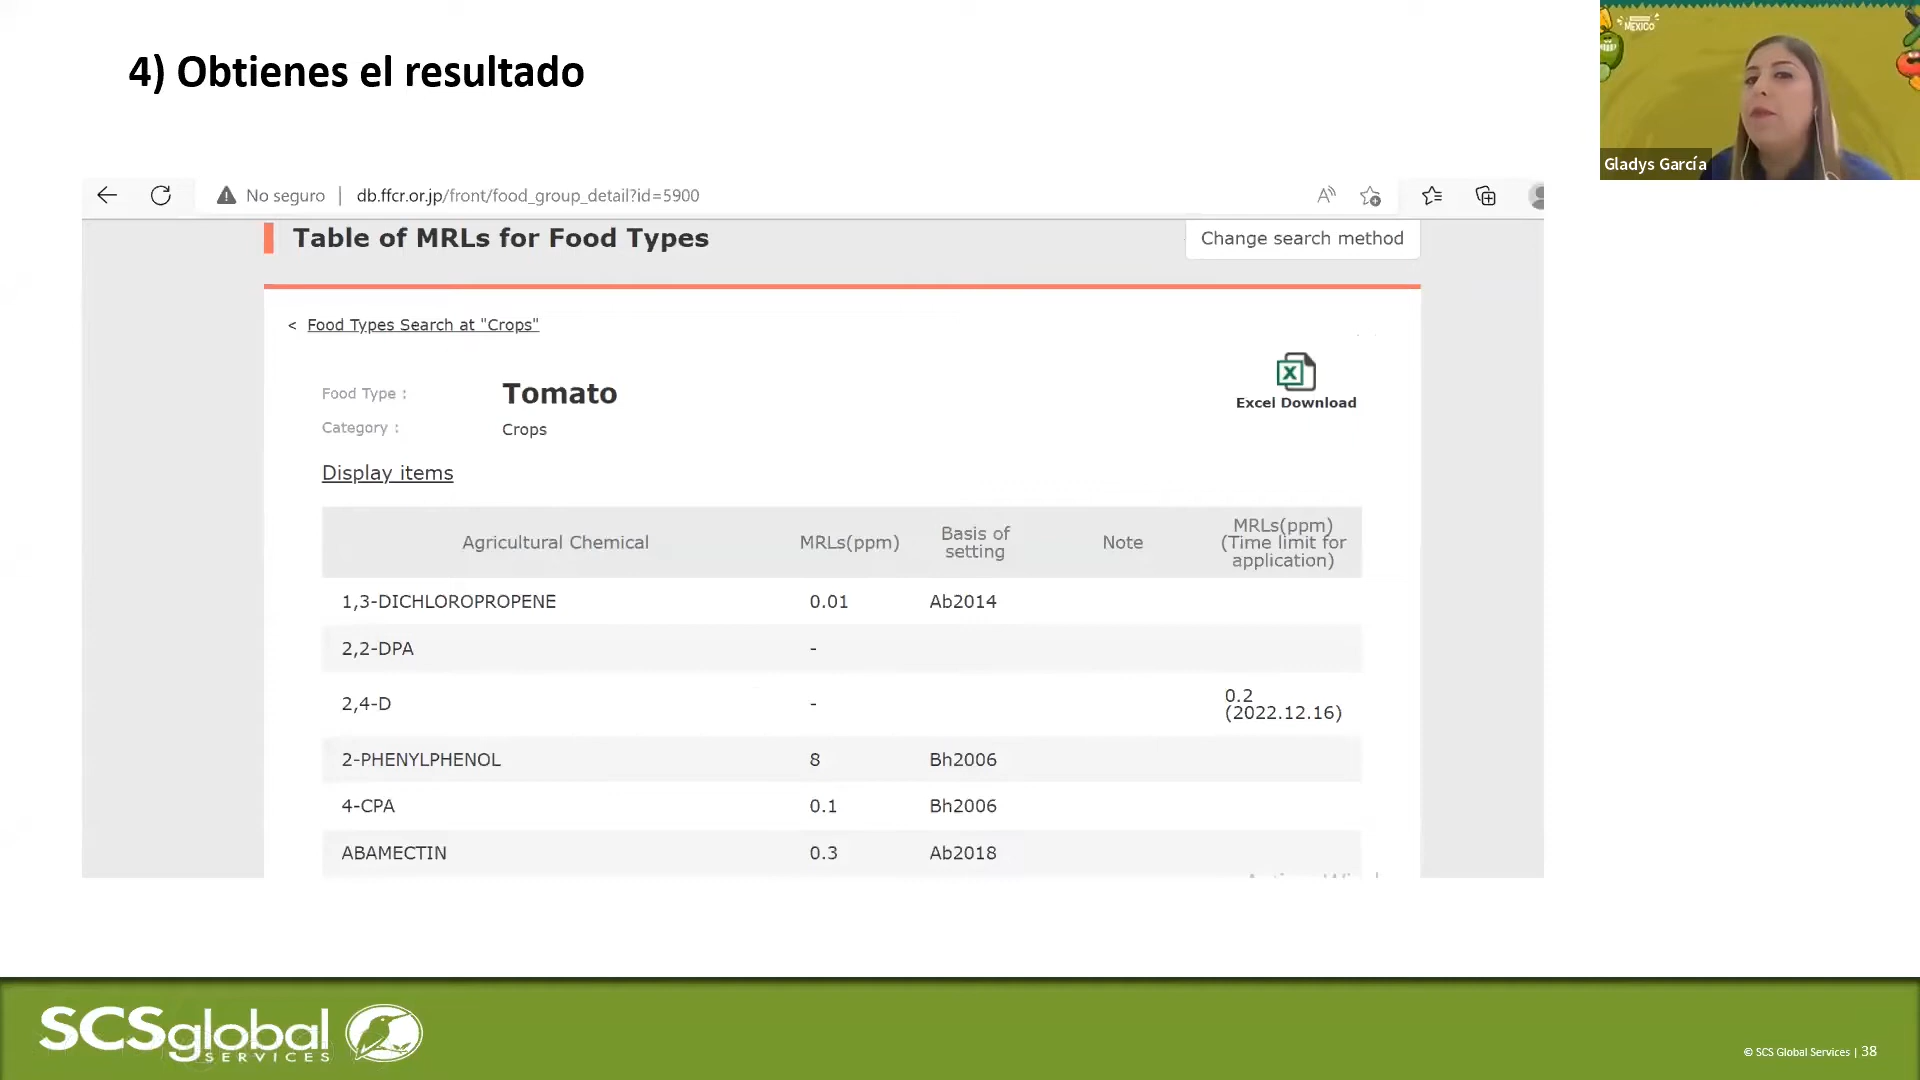 4) Obtienes el resultado
MEXICO
Gladys García
No seguro | db.ffcr.or.jp/front/food_group_detail?id=5900
Table of MRLs for Food Types
Change search method
< Food Types Search at "Crops"
Food Type :
Tomato
Excel Download
Category :
Crops
Display items
Agricultural Chemical
MRLs(ppm)
Basis of
setting
Note
MRLs(ppm)
(Time limit for
application)
1,3-DICHLOROPROPENE 0.01 Ab2014
2,2-DPA -
2,4-D - 0.2
(2022.12.16)
2-PHENYLPHENOL 8 Bh2006
4-CPA 0.1 Bh2006
ABAMECTIN 0.3 Ab2018
SCSglobal
SERVICES
© SCS Global Services | 38